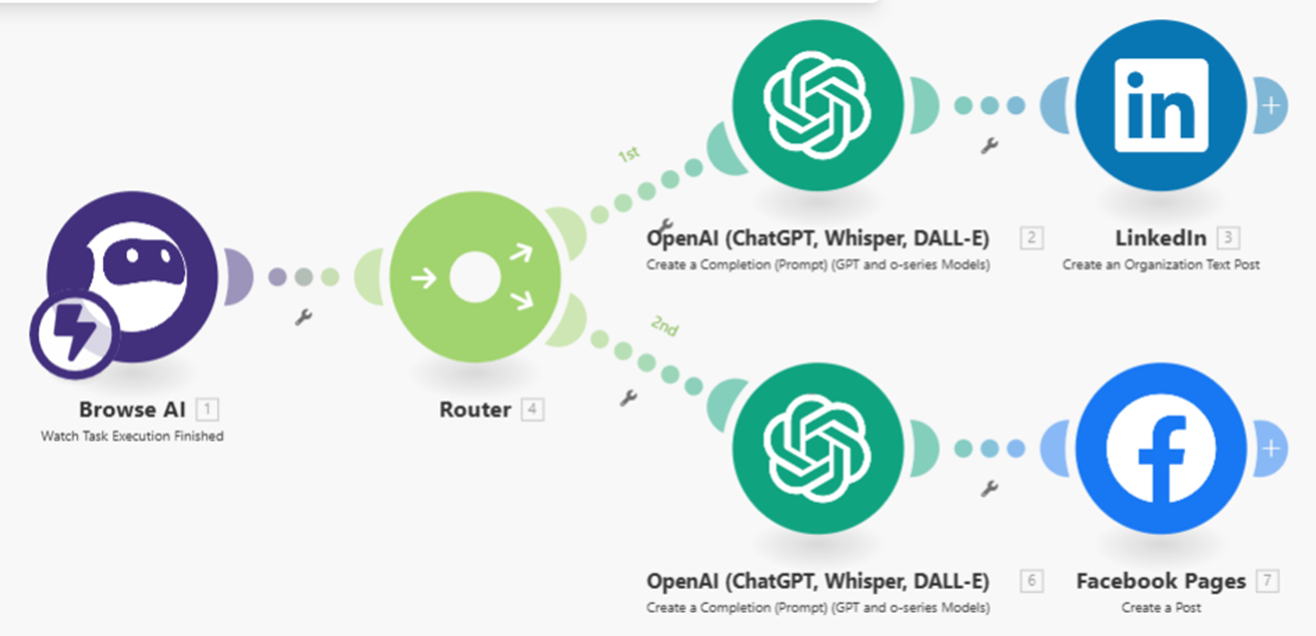 1st
OpenAI (ChatGPT, Whisper, DALL-E) 2
Create a Completion (Prompt) (GPT and o-series Models)
in
LinkedIn 3
Create an Organization Text Post
Browse AI 1
Watch Task Execution Finished
Router 4
2nd
OpenAI (ChatGPT, Whisper, DALL-E) 6
Create a Completion (Prompt) (GPT and o-series Models)
f
Facebook Pages 7
Create a Post